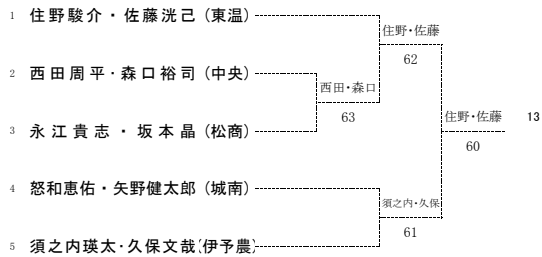 1 住野駿介・佐藤洸己（東温）
住野・佐藤
62
2 西田周平・森口裕司（中央）
西田・森口
63
3 永江貴志・坂本晶（松商）
住野・佐藤 13
60
4 怒和恵佑・矢野健太郎（城南）
須之内・久保
61
5 須之内瑛太・久保文哉（伊予農）